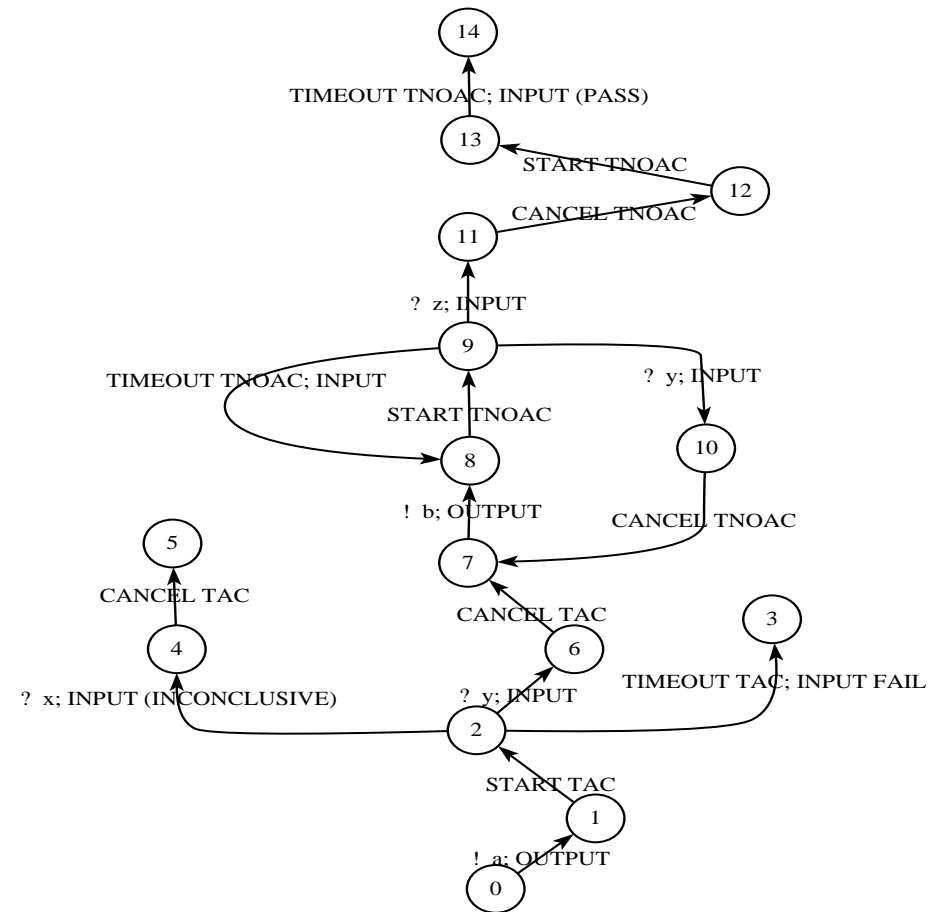 14
TIMEOUT TNOAC; INPUT (PASS)
13
START TNOAC
12
CANCEL TNOAC
11
? z; INPUT
9
TIMEOUT TNOAC; INPUT
? y; INPUT
START TNOAC
8
10
! b; OUTPUT
CANCEL TNOAC
5
7
CANCEL TAC
CANCEL TAC
3
4
6
? x; INPUT (INCONCLUSIVE)
? y; INPUT
TIMEOUT TAC; INPUT FAIL
2
START TAC
1
! a; OUTPUT
0